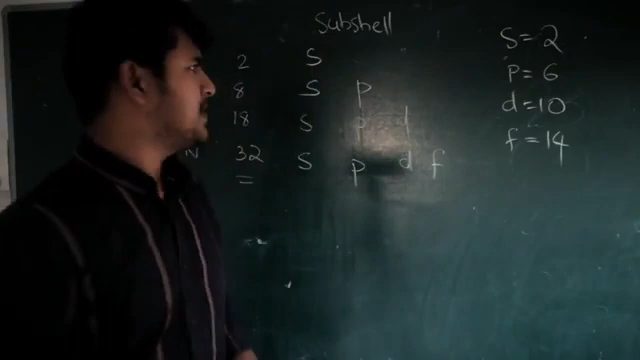 Subshell
2 S
8 S p
18 S p d
N 32 S p d f
=
S=2
P=6
d=10
f=14